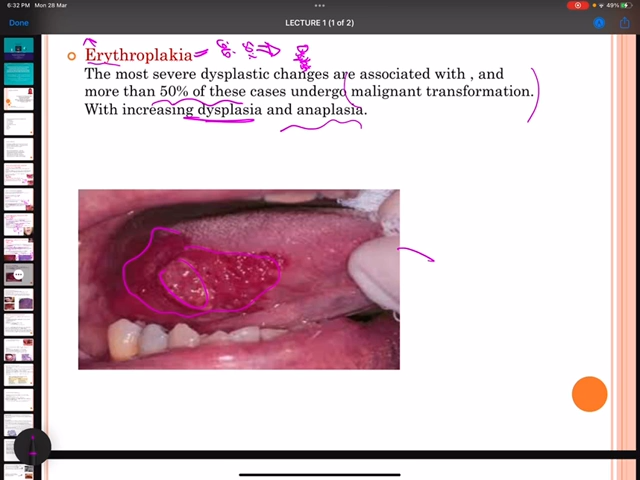 6:32 PM Mon 28 Mar
49%
Done
LECTURE 1 (1 of 2)
Erythroplakia
The most severe dysplastic changes are associated with , and
more than 50% of these cases undergo malignant transformation.
With increasing dysplasia and anaplasia.